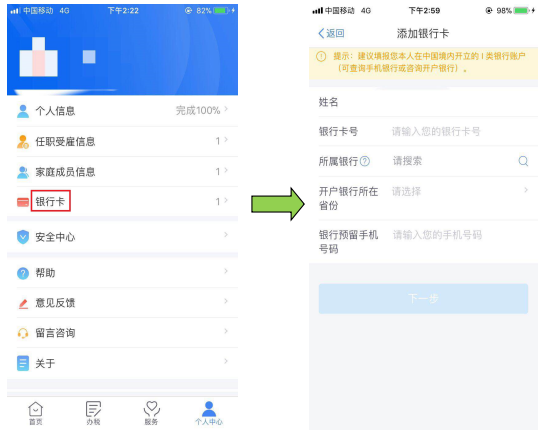 中国移动 4G 下午2:22 82%
个人信息 完成100%
任职受雇信息 1
家庭成员信息 1
银行卡 1
安全中心
帮助
意见反馈
留言咨询
关于
首页 办税 服务 个人中心
中国移动 4G 下午2:59 98%
返回 添加银行卡
提示：建议填报您本人在中国境内开立的 I 类银行账户
（可查询手机银行或咨询开户银行）。
姓名
银行卡号 请输入您的银行卡号
所属银行 请搜索
开户银行所在 请选择
省份
银行预留手机 请输入您的手机号码
号码
下一步